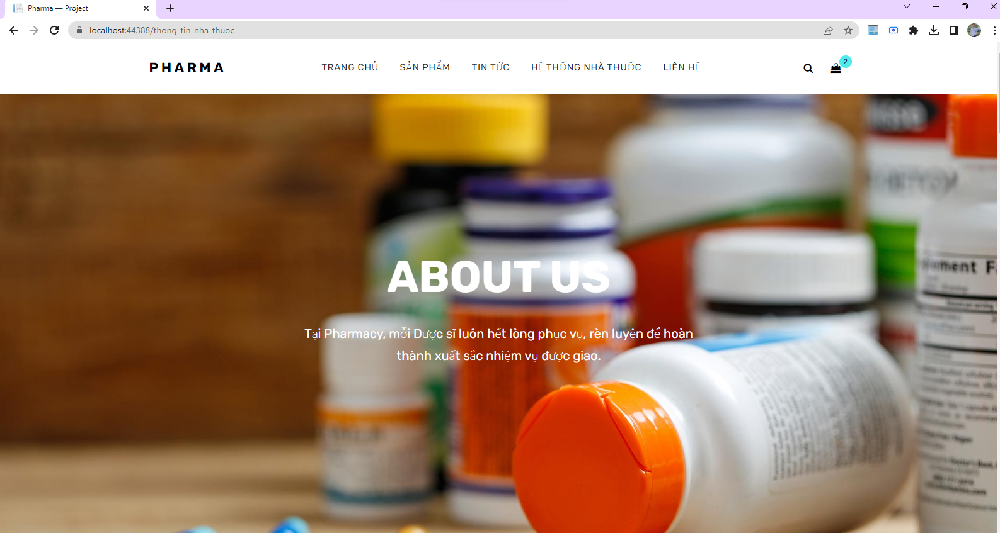 Pharma — Project
localhost:44388/thong-tin-nha-thuoc
PHARMA
TRANG CHỦ
SẢN PHẨM
TIN TỨC
HỆ THỐNG NHÀ THUỐC
LIÊN HỆ
2
ABOUT US
Tại Pharmacy, mỗi Dược sĩ luôn hết lòng phục vụ, rèn luyện để hoàn
thành xuất sắc nhiệm vụ được giao.